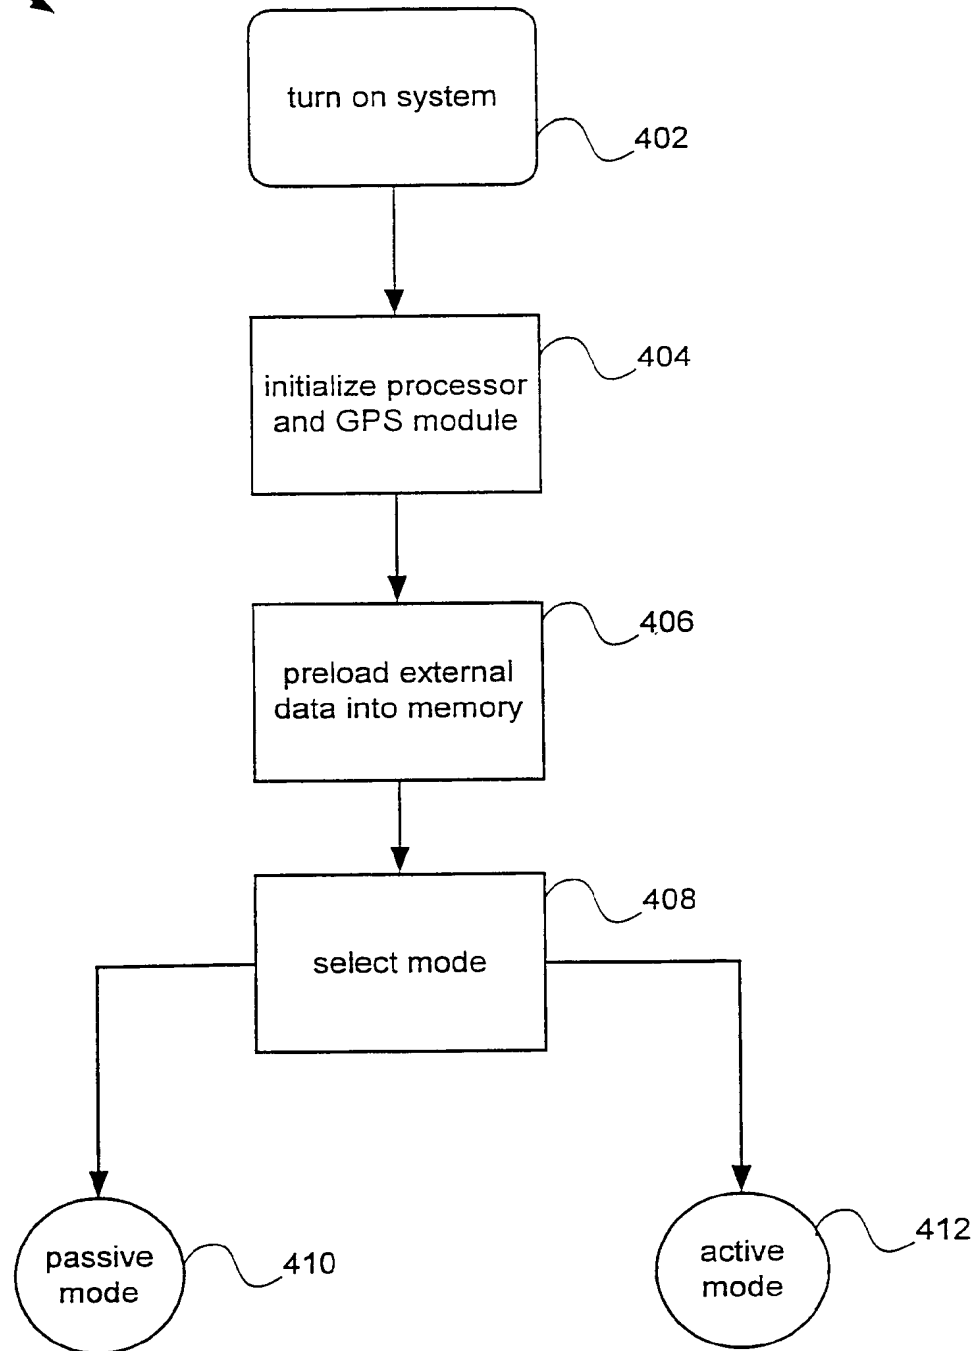 turn on system
402
initialize processor
and GPS module
404
preload external
data into memory
406
select mode
408
passive
mode
410
active
mode
412